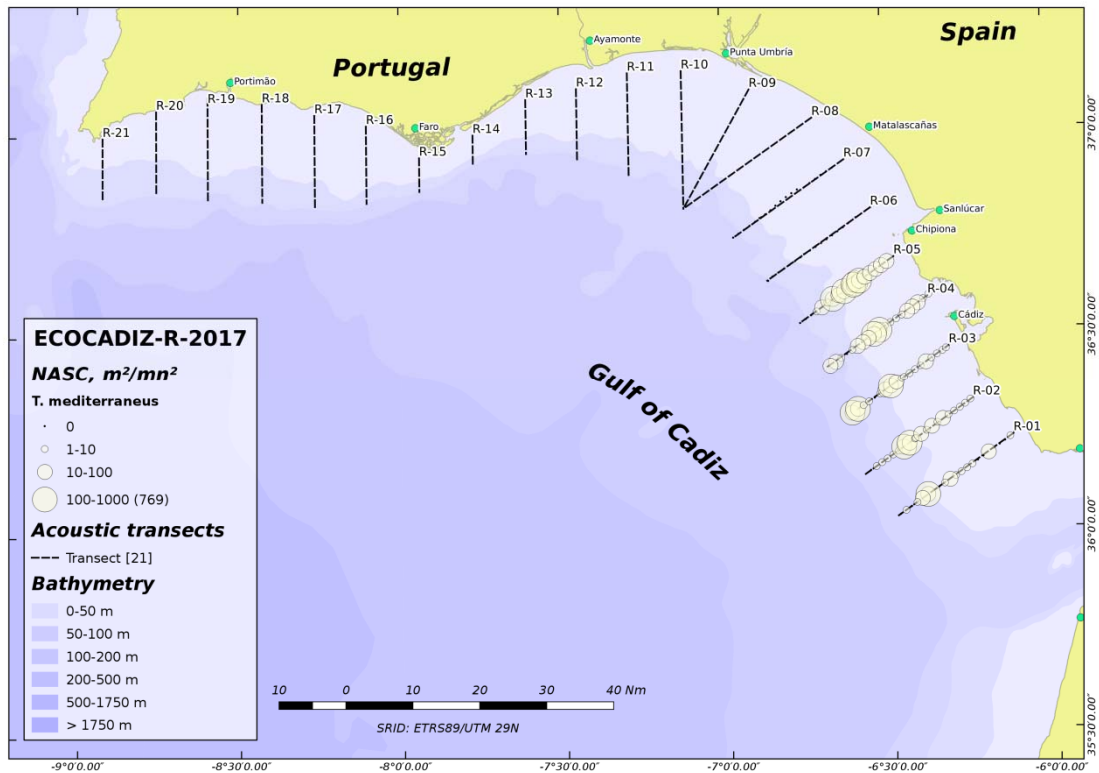 Spain
Portugal
Ayamonte
Punta Umbría
Portimão
Faro
Matalascañas
Sanlúcar
Chipiona
Cádiz
R-21
R-20
R-19
R-18
R-17
R-16
R-15
R-14
R-13
R-12
R-11
R-10
R-09
R-08
R-07
R-06
R-05
R-04
R-03
R-02
R-01
Gulf of Cadiz
ECOCADIZ-R-2017
NASC, m²/mn²
T. mediterraneus
0
1-10
10-100
100-1000 (769)
Acoustic transects
Transect [21]
Bathymetry
0-50 m
50-100 m
100-200 m
200-500 m
500-1750 m
> 1750 m
10 0 10 20 30 40 Nm
SRID: ETRS89/UTM 29N
37°0'0.00"
36°30'0.00"
36°0'0.00"
35°30'0.00"
-9°0'0.00" -8°30'0.00" -8°0'0.00" -7°30'0.00" -7°0'0.00" -6°30'0.00" -6°0'0.00"